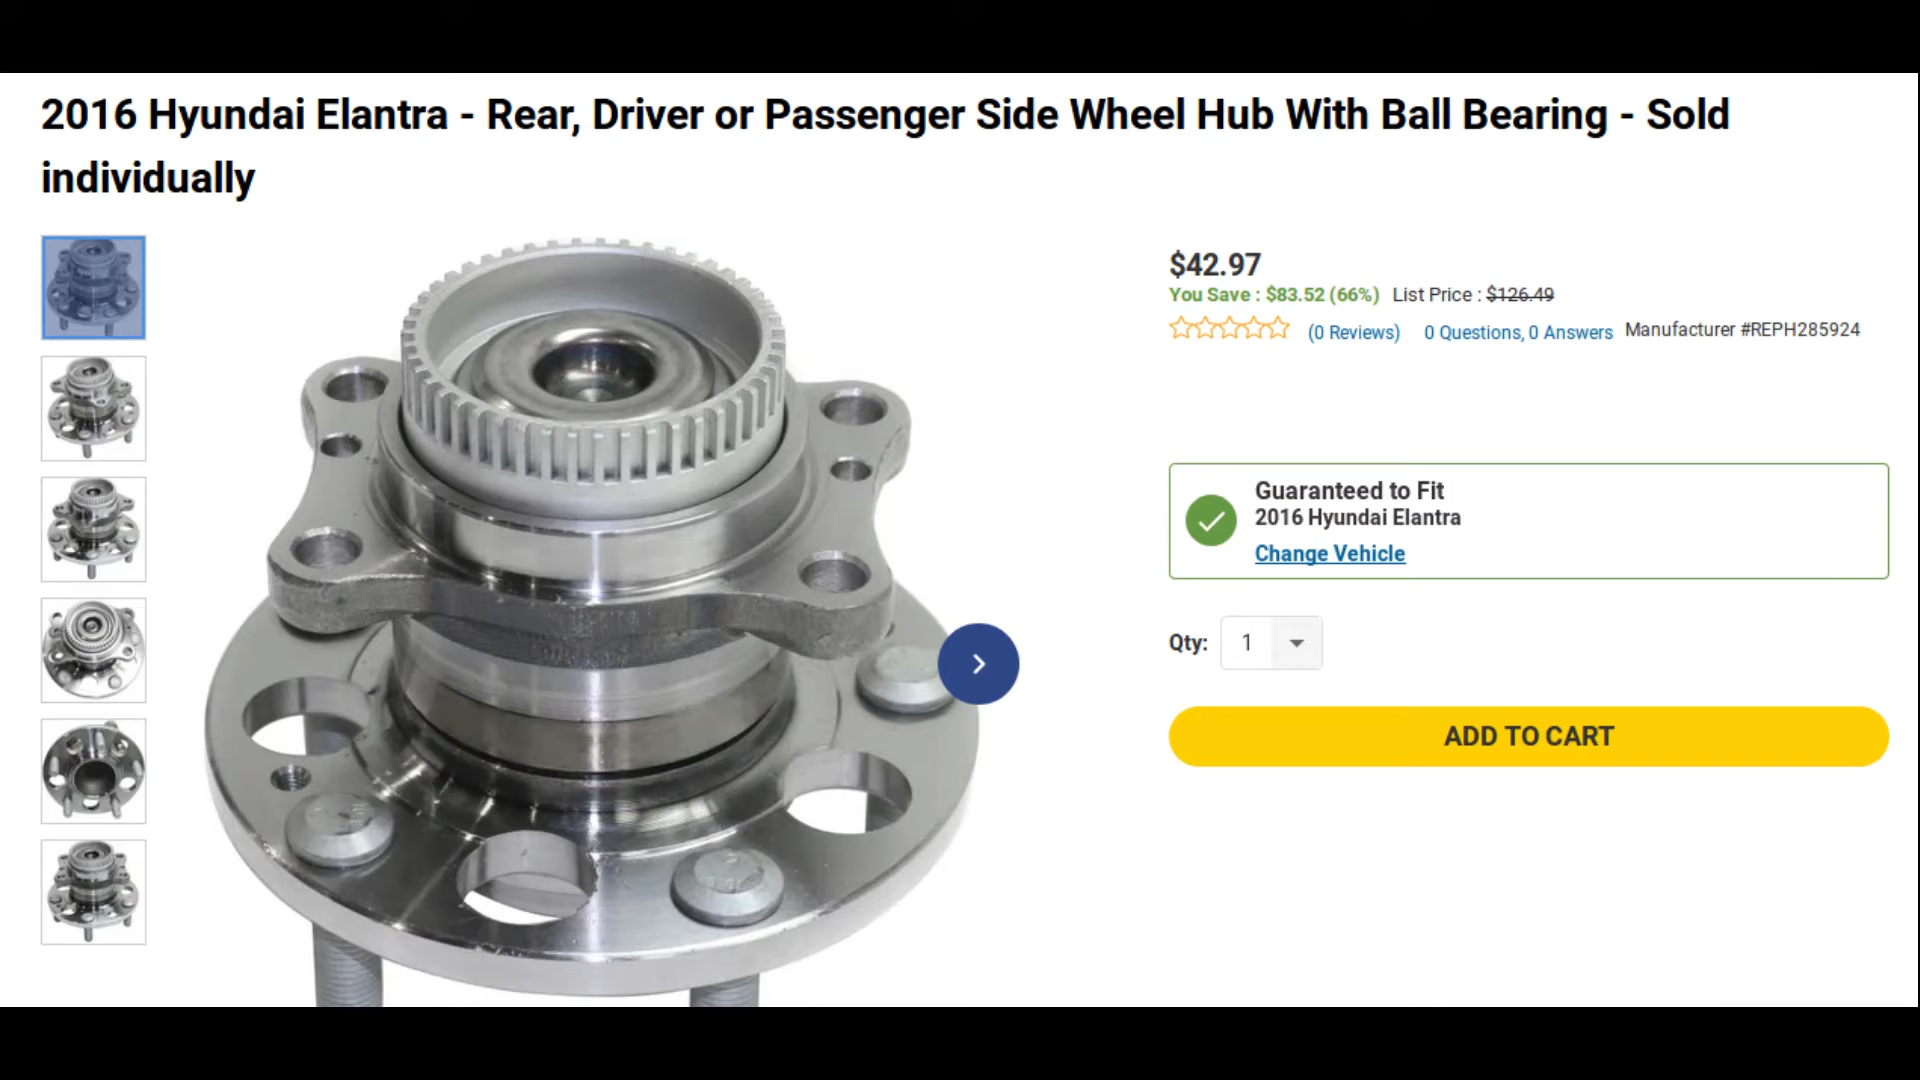 2016 Hyundai Elantra - Rear, Driver or Passenger Side Wheel Hub With Ball Bearing - Sold
individually
$42.97
You Save : $83.52 (66%) List Price : $126.49
(0 Reviews) 0 Questions, 0 Answers Manufacturer #REPH285924
Guaranteed to Fit
2016 Hyundai Elantra
Change Vehicle
Qty: 1
ADD TO CART